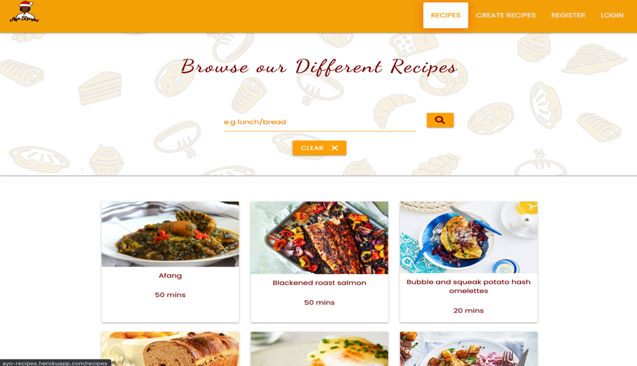 RECIPES
CREATE RECIPES
REGISTER
LOGIN
Browse our Different Recipes
e.g.lunch/bread
CLEAR
Afang
50 mins
Blackened roast salmon
50 mins
Bubble and squeak potato hash
omelettes
20 mins
ayo-recipes.herokuapp.com/recipes